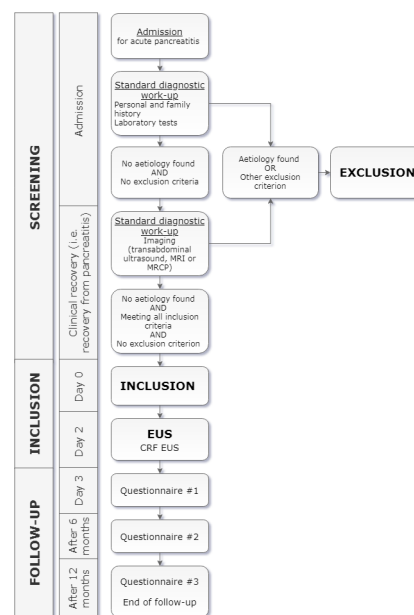 SCREENING
Admission
Admission
for acute pancreatitis
Standard diagnostic
work-up
Personal and family
history
Laboratory tests
No aetiology found
AND
No exclusion criteria
Aetiology found
OR
Other exclusion
criterion
EXCLUSION
Clinical recovery (i.e.
recovery from pancreatitis)
Standard diagnostic
work-up
Imaging
(transabdominal
ultrasound, MRI or
MRCP)
No aetiology found
AND
Meeting all inclusion
criteria
AND
No exclusion criterion
INCLUSION
Day 0
INCLUSION
Day 2
EUS
CRF EUS
FOLLOW-UP
Day 3
Questionnaire #1
After 6
months
Questionnaire #2
After 12
months
Questionnaire #3
End of follow-up